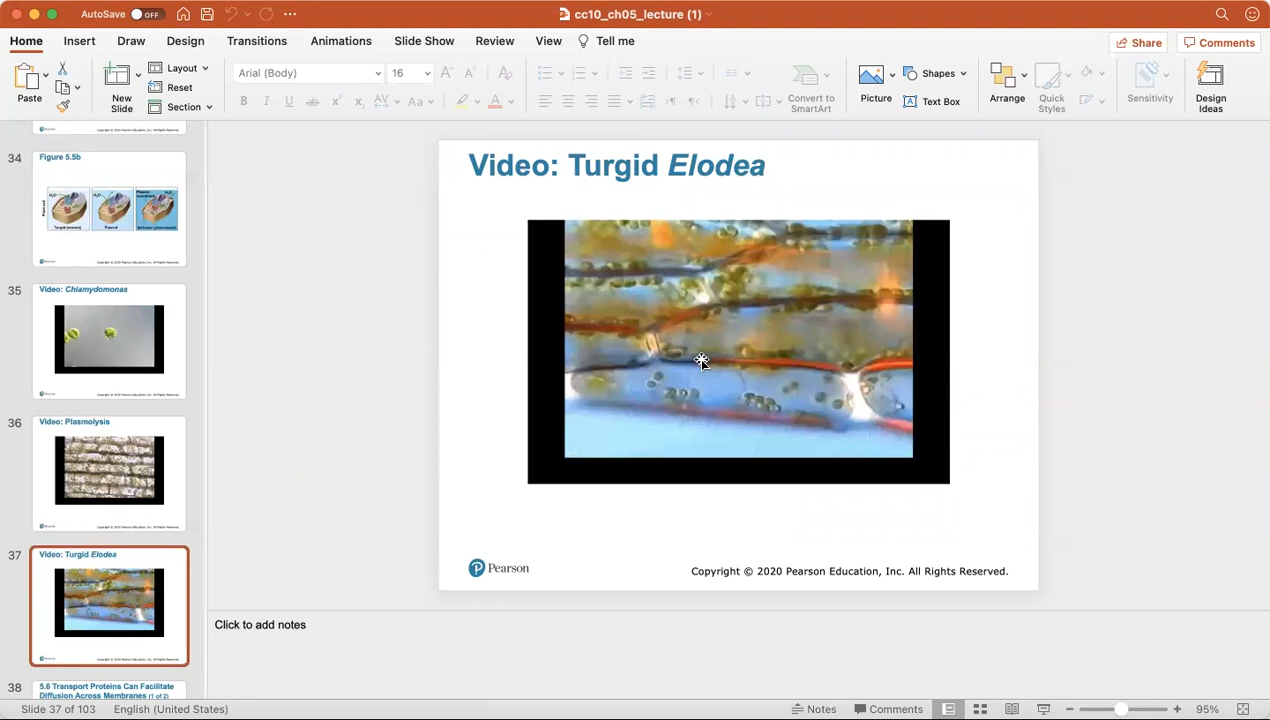 AutoSave OFF
cc10_ch05_lecture (1)
Home Insert Draw Design Transitions Animations Slide Show Review View Tell me
Share Comments
Paste
New
Slide
Layout
Reset
Section
Arial (Body) 16
Convert to
SmartArt
Picture
Shapes
Text Box
Arrange
Quick
Styles
Sensitivity
Design
Ideas
34
Figure 5.5b
35
Video: Chlamydomonas
36
Video: Plasmolysis
37
Video: Turgid Elodea
38
5.6 Transport Proteins Can Facilitate
Diffusion Across Membranes (1 of 2)
Video: Turgid Elodea
Pearson
Copyright © 2020 Pearson Education, Inc. All Rights Reserved.
Click to add notes
Slide 37 of 103 English (United States)
Notes Comments 95%